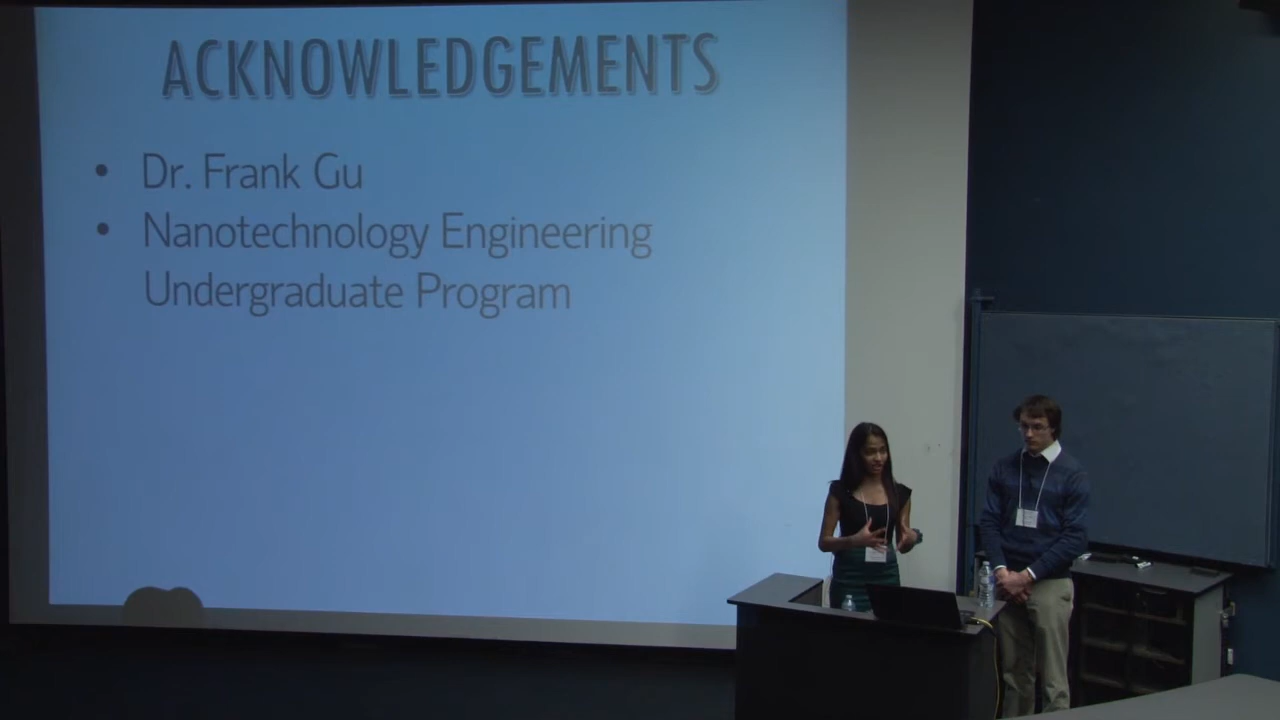 ACKNOWLEDGEMENTS
• Dr. Frank Gu
• Nanotechnology Engineering
Undergraduate Program